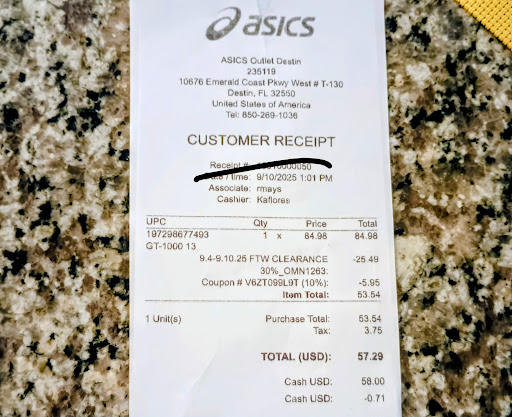 asics
ASICS Outlet Destin
235119
10676 Emerald Coast Pkwy West # T-130
Destin, FL 32550
United States of America
Tel: 850-269-1036
CUSTOMER RECEIPT
Receipt #:
time: 9/10/2025 1:01 PM
Associate: rmays
Cashier: Kaflores
UPC Qty Price Total
197298677493 1 x 84.98 84.98
GT-1000 13
9.4-9.10.25 FTW CLEARANCE -25.49
30%_OMN1263:
Coupon # V6ZT099L9T (10%): -5.95
Item Total: 53.54
1 Unit(s) Purchase Total: 53.54
Tax: 3.75
TOTAL (USD): 57.29
Cash USD: 58.00
Cash USD: -0.71